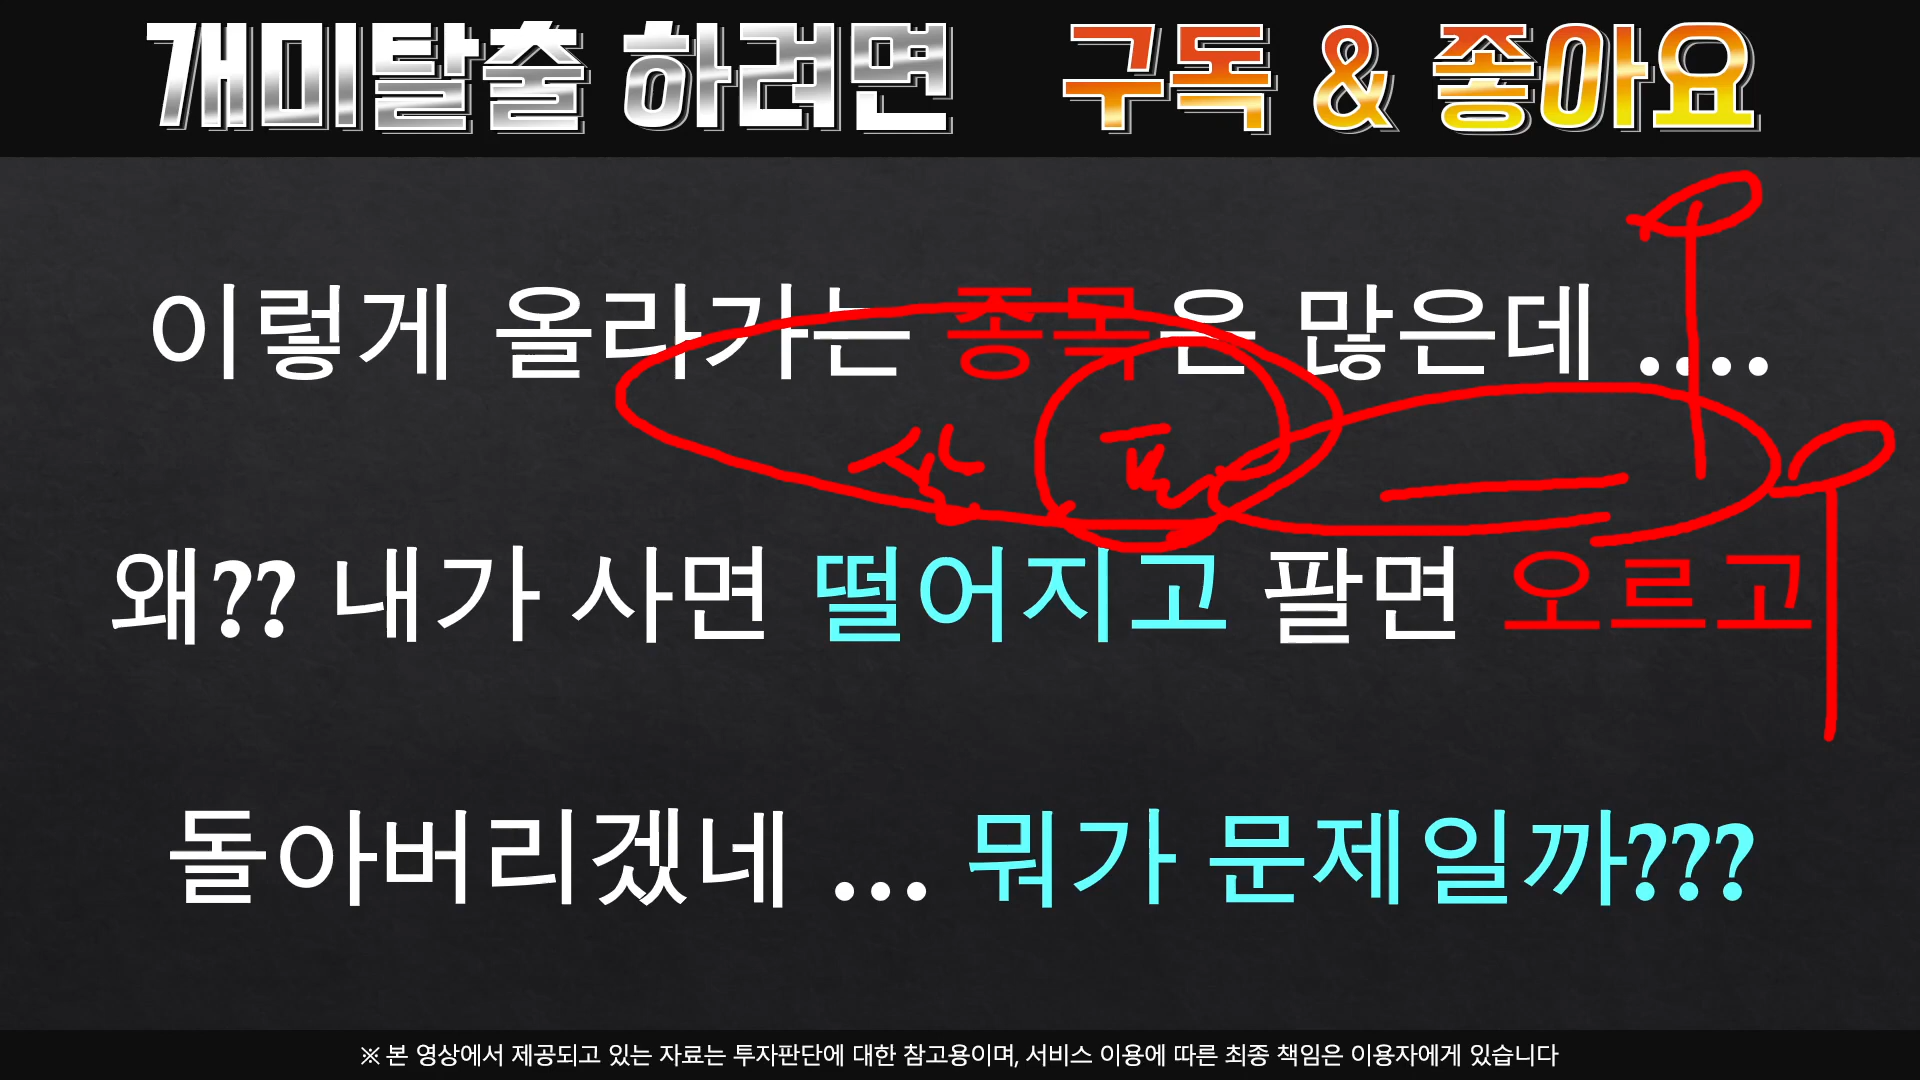 개미탈출 하려면 구독 & 좋아요
이렇게 올라가는 종목은 많은데 ....
왜?? 내가 사면 떨어지고 팔면 오르고
돌아버리겠네 ... 뭐가 문제일까???
※ 본 영상에서 제공되고 있는 자료는 투자판단에 대한 참고용이며, 서비스 이용에 따른 최종 책임은 이용자에게 있습니다